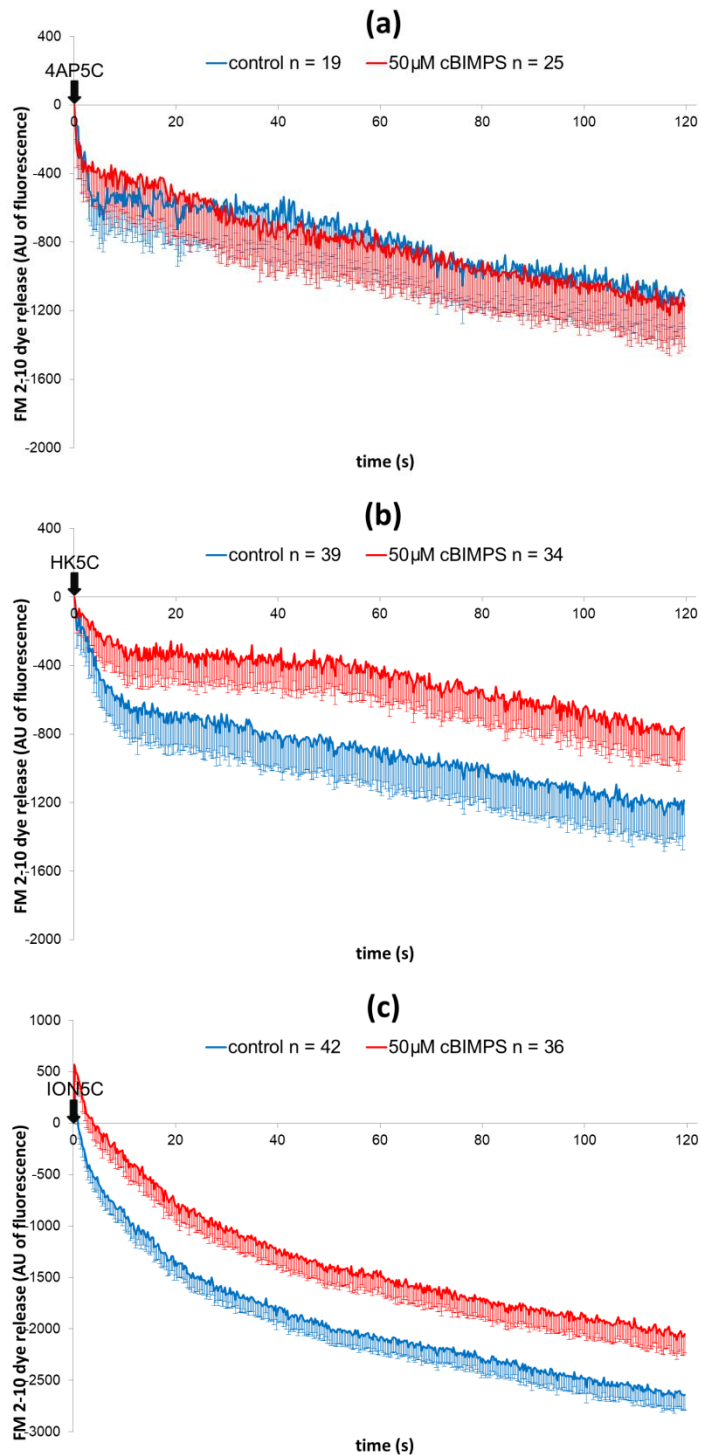 (a)
400
control n = 19 50µM cBIMPS n = 25
4AP5C
0
0 20 40 60 80 100 120
-400
-800
-1200
-1600
-2000
FM 2-10 dye release (AU of fluorescence)
time (s)
(b)
400
control n = 39 50µM cBIMPS n = 34
HK5C
0
0 20 40 60 80 100 120
-400
-800
-1200
-1600
-2000
FM 2-10 dye release (AU of fluorescence)
time (s)
(c)
1000
control n = 42 50µM cBIMPS n = 36
500
ION5C
0
0 20 40 60 80 100 120
-500
-1000
-1500
-2000
-2500
-3000
FM 2-10 dye release (AU of fluorescence)
time (s)